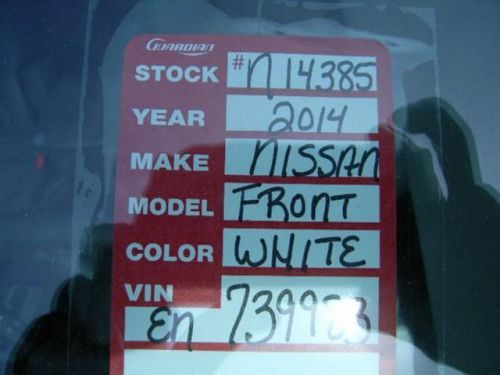 GUARDIAN
STOCK #N14385
YEAR 2014
MAKE NISSAN
MODEL FRONT
COLOR WHITE
VIN
EN 739983